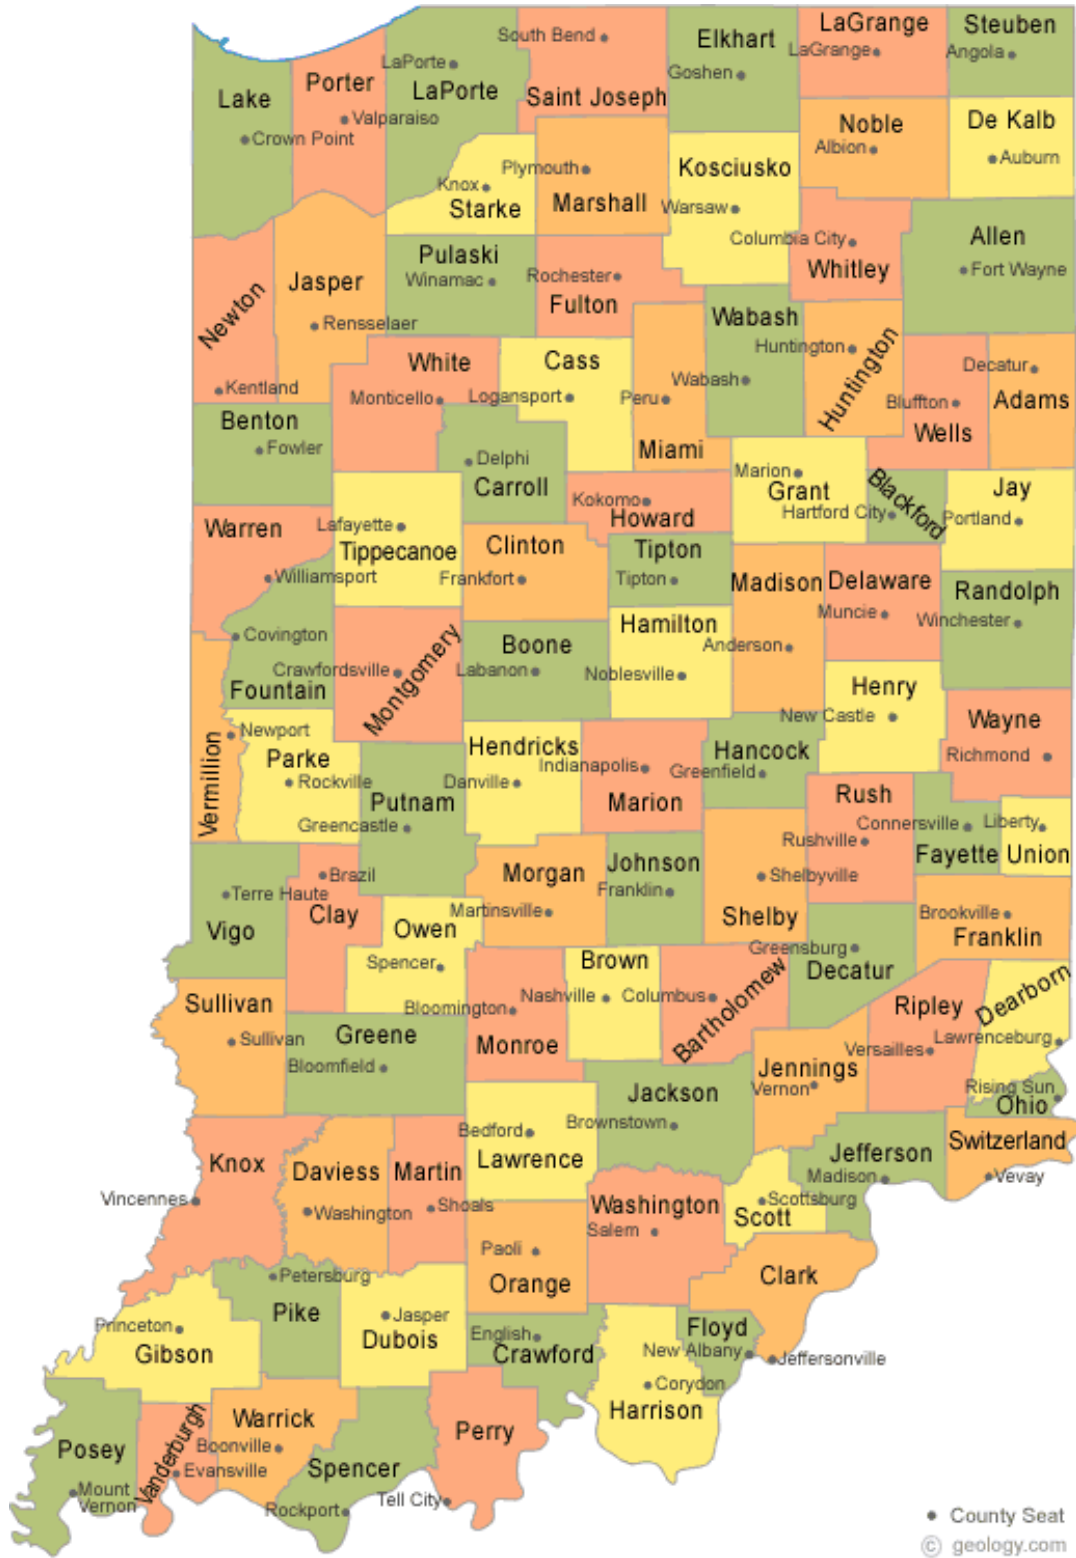 LaGrange
Steuben
South Bend
Elkhart
LaGrange
Angola
LaPorte
Goshen
Porter
LaPorte
Lake
Saint Joseph
Valparaiso
Crown Point
Noble
De Kalb
Albion
Auburn
Plymouth
Kosciusko
Knox
Marshall
Warsaw
Starke
Columbia City
Allen
Pulaski
Whitley
Fort Wayne
Winamac
Rochester
Jasper
Fulton
Newton
Wabash
Rensselaer
Huntington
Huntington
White
Cass
Decatur
Kentland
Monticello
Logansport
Peru
Wabash
Bluffton
Adams
Benton
Wells
Fowler
Miami
Delphi
Carroll
Marion
Grant
Blackford
Jay
Kokomo
Howard
Hartford City
Portland
Warren
Lafayette
Tippecanoe
Clinton
Tipton
Williamsport
Frankfort
Tipton
Madison
Delaware
Randolph
Muncie
Winchester
Covington
Hamilton
Boone
Anderson
Crawfordsville
Montgomery
Labanon
Noblesville
Fountain
Henry
New Castle
Wayne
Newport
Vermillion
Parke
Hendricks
Hancock
Richmond
Rockville
Danville
Indianapolis
Greenfield
Putnam
Marion
Rush
Greencastle
Connersville
Liberty
Rushville
Fayette
Union
Brazil
Morgan
Johnson
Terre Haute
Franklin
Shelbyville
Clay
Martinsville
Shelby
Brookville
Vigo
Owen
Franklin
Greensburg
Spencer
Brown
Decatur
Sullivan
Bloomington
Nashville
Columbus
Bartholomew
Ripley
Dearborn
Sullivan
Greene
Monroe
Versailles
Lawrenceburg
Bloomfield
Jennings
Vernon
Jackson
Rising Sun
Ohio
Brownstown
Bedford
Switzerland
Knox
Daviess
Martin
Lawrence
Jefferson
Madison
Vevay
Vincennes
Washington
Shoals
Washington
Scottsburg
Scott
Salem
Paoli
Petersburg
Orange
Clark
Pike
Jasper
Princeton
Dubois
English
Floyd
Gibson
Crawford
New Albany
Jeffersonville
Corydon
Harrison
Warrick
Perry
Posey
Vanderburgh
Boonville
Evansville
Spencer
Mount
Vernon
Tell City
Rockport
County Seat
© geology.com